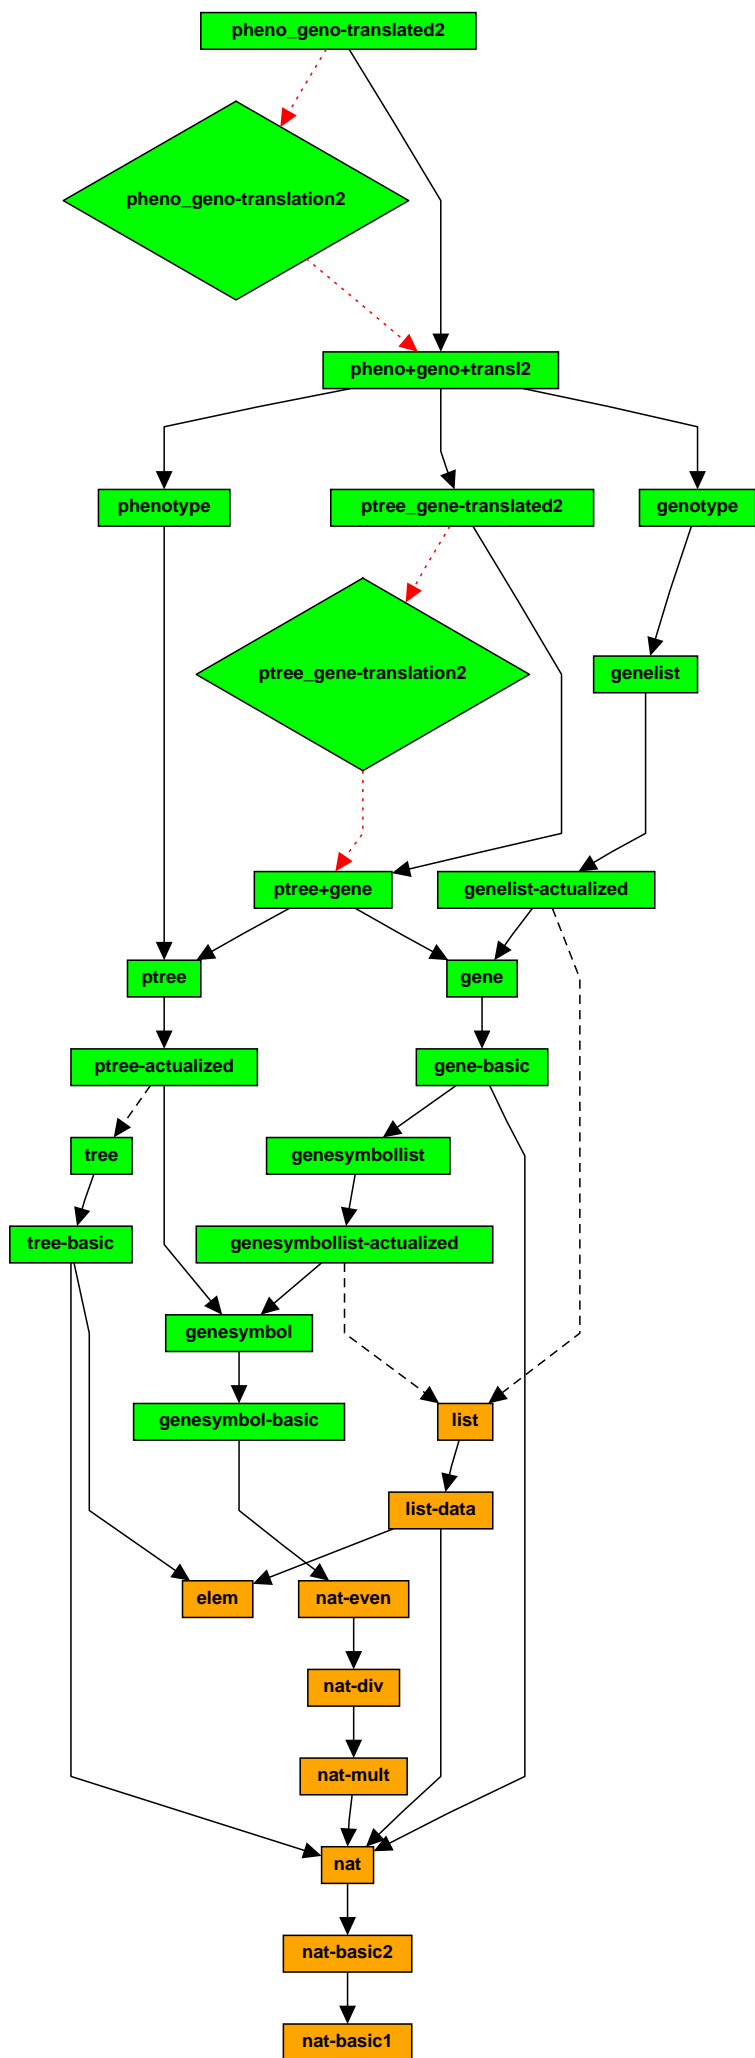 pheno_geno-translated2
pheno_geno-translation2
pheno+geno+transl2
phenotype
ptree_gene-translated2
genotype
genelist
ptree_gene-translation2
ptree+gene
genelist-actualized
ptree
gene
ptree-actualized
gene-basic
tree
genesymbollist
tree-basic
genesymbollist-actualized
genesymbol
genesymbol-basic
list
list-data
elem
nat-even
nat-div
nat-mult
nat
nat-basic2
nat-basic1